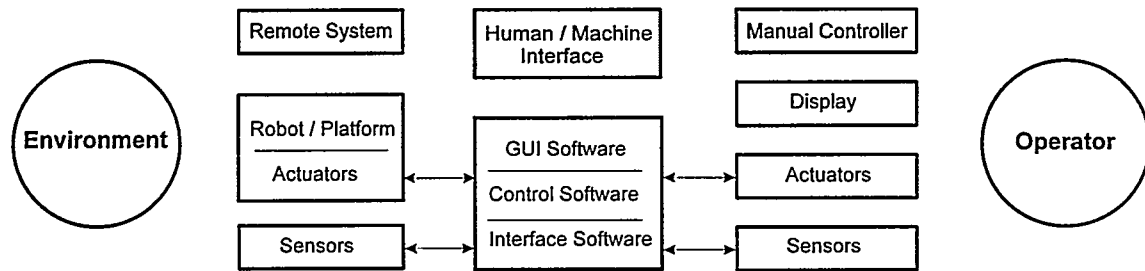 Remote System
Human / Machine
Interface
Manual Controller
Environment
Robot / Platform
Actuators
Sensors
GUI Software
Control Software
Interface Software
Display
Actuators
Sensors
Operator